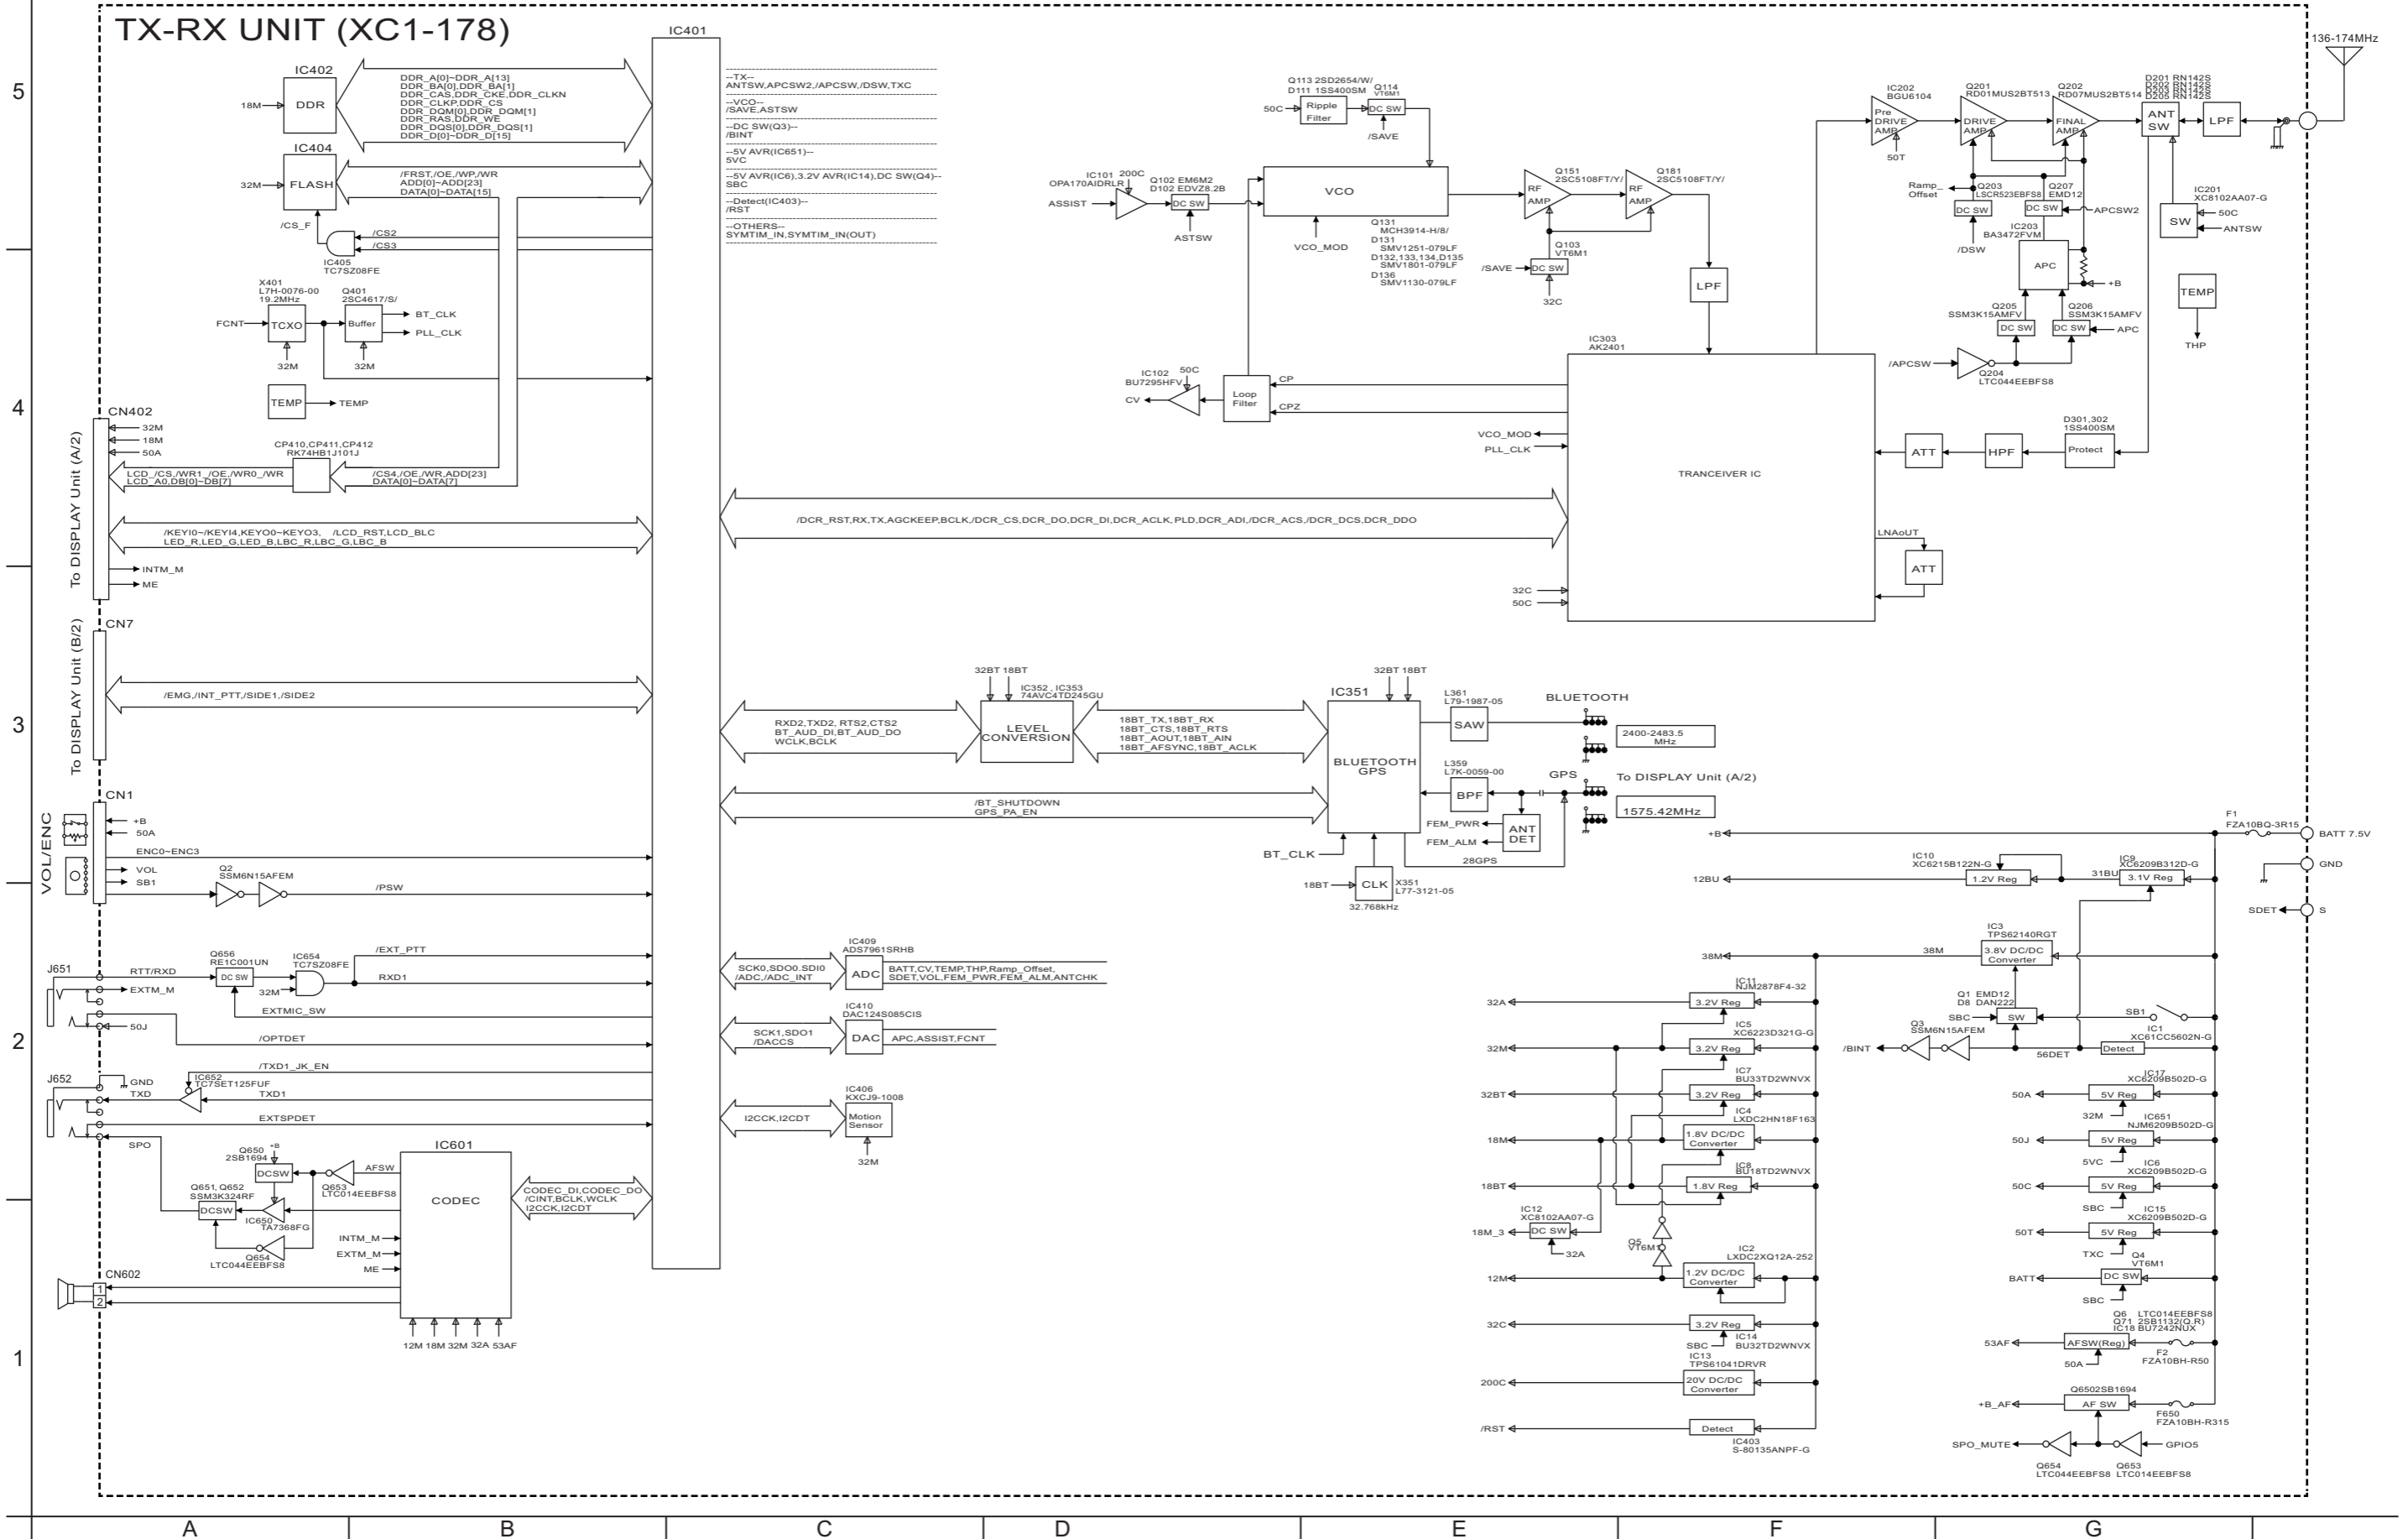 TX-RX UNIT (XC1-178)
5
4
3
2
1
A
B
C
D
E
F
G
IC401
IC402
18M
DDR
DDR_A[0]~DDR_A[13]
DDR_BA[0],DDR_BA[1]
DDR_CAS,DDR_CKE,DDR_CLKN
DDR_CLKP,DDR_CS
DDR_DQM[0],DDR_DQM[1]
DDR_RAS,DDR_WE
DDR_DQS[0],DDR_DQS[1]
DDR_D[0]~DDR_D[15]
IC404
32M
FLASH
/FRST,/OE,/WP,/WR
ADD[0]~ADD[23]
DATA[0]~DATA[15]
/CS_F
/CS2
/CS3
IC405
TC7SZ08FE
X401
L7H-0076-00
19.2MHz
FCNT
TCXO
32M
Q401
2SC4617/S/
Buffer
32M
BT_CLK
PLL_CLK
TEMP
TEMP
CN402
To DISPLAY Unit (A/2)
32M
18M
50A
LCD_/CS,/WR1_/OE,/WR0_/WR
LCD_A0,DB[0]~DB[7]
CP410,CP411,CP412
RK74HB1J101J
/CS4,/OE,/WR,ADD[23]
DATA[0]~DATA[7]
/KEYI0~/KEYI4,KEYO0~KEYO3, /LCD_RST,LCD_BLC
LED_R,LED_G,LED_B,LBC_R,LBC_G,LBC_B
INTM_M
ME
CN7
To DISPLAY Unit (B/2)
/EMG,/INT_PTT,/SIDE1,/SIDE2
CN1
VOL/ENC
+B
50A
ENC0~ENC3
VOL
SB1
Q2
SSM6N15AFEM
/PSW
J651
RTT/RXD
EXTM_M
50J
Q656
RE1C001UN
DC SW
IC654
TC7SZ08FE
32M
/EXT_PTT
RXD1
EXTMIC_SW
/OPTDET
/TXD1_JK_EN
J652
GND
TXD
IC652
TC7SET125FUF
TXD1
EXTSPDET
SPO
Q650
2SB1694
+B
DCSW
AFSW
Q653
LTC014EEBFS8
Q651, Q652
SSM3K324RF
DCSW
IC650
TA7368FG
Q654
LTC044EEBFS8
CN602
1
2
IC601
CODEC
INTM_M
EXTM_M
ME
12M 18M 32M 32A 53AF
CODEC_DI,CODEC_DO
/CINT,BCLK,WCLK
I2CCK,I2CDT
--TX--
ANTSW,APCSW2,/APCSW,/DSW,TXC
--VCO--
/SAVE,ASTSW
--DC SW(Q3)--
/BINT
--5V AVR(IC651)--
5VC
--5V AVR(IC6),3.2V AVR(IC14),DC SW(Q4)--
SBC
--Detect(IC403)--
/RST
--OTHERS--
SYMTIM_IN,SYMTIM_IN(OUT)
Q113 2SD2654/W/
D111 1SS400SM
50C
Ripple
Filter
Q114
VT6M1
DC SW
/SAVE
IC101 200C
OPA170AIDRLR
ASSIST
Q102 EM6M2
D102 EDVZ8.2B
DC SW
ASTSW
VCO
VCO_MOD
Q131
MCH3914-H/8/
D131
SMV1251-079LF
D132,133,134,D135
SMV1801-079LF
D136
SMV1130-079LF
Q151
2SC5108FT/Y/
RF
AMP
Q181
2SC5108FT/Y/
RF
AMP
Q103
VT6M1
/SAVE
DC SW
32C
LPF
IC102 50C
BU7295HFV
CV
Loop
Filter
CP
CPZ
VCO_MOD
PLL_CLK
IC303
AK2401
TRANCEIVER IC
/DCR_RST,RX,TX,AGCKEEP,BCLK,/DCR_CS,DCR_DO,DCR_DI,DCR_ACLK, PLD,DCR_ADI,/DCR_ACS,/DCR_DCS,DCR_DDO
32C
50C
LNAoUT
ATT
ATT
HPF
D301,302
1SS400SM
Protect
IC202
BGU6104
Pre
DRIVE
AMP
50T
Q201
RD01MUS2BT513
DRIVE
AMP
Q202
RD07MUS2BT514
FINAL
AMP
D201 RN142S
D202 RN142S
D203 RN142S
D205 RN142S
ANT
SW
LPF
136-174MHz
Ramp_
Offset
Q203
LSCR523EBFS8
DC SW
/DSW
Q207
EMD12
DC SW
APCSW2
IC203
BA3472FVM
APC
+B
IC201
XC8102AA07-G
SW
50C
ANTSW
TEMP
THP
Q205
SSM3K15AMFV
DC SW
Q206
SSM3K15AMFV
DC SW
APC
/APCSW
Q204
LTC044EEBFS8
32BT 18BT
IC352 , IC353
74AVC4TD245GU
LEVEL
CONVERSION
RXD2,TXD2, RTS2,CTS2
BT_AUD_DI,BT_AUD_DO
WCLK,BCLK
18BT_TX,18BT_RX
18BT_CTS,18BT_RTS
18BT_AOUT,18BT_AIN
18BT_AFSYNC,18BT_ACLK
/BT_SHUTDOWN
GPS_PA_EN
32BT 18BT
IC351
BLUETOOTH
GPS
L361
L79-1987-05
SAW
BLUETOOTH
2400-2483.5
MHz
L359
L7K-0059-00
BPF
GPS
To DISPLAY Unit (A/2)
1575.42MHz
FEM_PWR
FEM_ALM
ANT
DET
28GPS
BT_CLK
18BT
CLK
X351
L77-3121-05
32.768kHz
IC409
ADS7961SRHB
SCK0,SDO0.SDI0
/ADC,/ADC_INT
ADC
BATT,CV,TEMP,THP,Ramp_Offset,
SDET,VOL,FEM_PWR,FEM_ALM,ANTCHK
IC410
DAC124S085CIS
SCK1,SDO1
/DACCS
DAC
APC,ASSIST,FCNT
IC406
KXCJ9-1008
I2CCK,I2CDT
Motion
Sensor
32M
+B
F1
FZA10BQ-3R15
BATT 7.5V
GND
SDET
S
IC10
XC6215B122N-G
12BU
1.2V Reg
31BU
IC9
XC6209B312D-G
3.1V Reg
IC3
TPS62140RGT
38M
38M
3.8V DC/DC
Converter
IC11
NJM2878F4-32
32A
3.2V Reg
IC5
XC6223D321G-G
32M
3.2V Reg
IC7
BU33TD2WNVX
32BT
3.2V Reg
IC4
LXDC2HN18F163
18M
1.8V DC/DC
Converter
IC8
BU18TD2WNVX
18BT
1.8V Reg
IC12
XC8102AA07-G
18M_3
DC SW
32A
Q5
VT6M1
IC2
LXDC2XQ12A-252
12M
1.2V DC/DC
Converter
32C
3.2V Reg
SBC
IC14
BU32TD2WNVX
IC13
TPS61041DRVR
200C
20V DC/DC
Converter
/RST
Detect
IC403
S-80135ANPF-G
Q1 EMD12
D8 DAN222
SBC
SW
SB1
Q3
SSM6N15AFEM
/BINT
56DET
IC1
XC61CC5602N-G
Detect
IC17
XC6209B502D-G
50A
5V Reg
32M
IC651
NJM6209B502D-G
50J
5V Reg
5VC
IC6
XC6209B502D-G
50C
5V Reg
SBC
IC15
XC6209B502D-G
50T
5V Reg
TXC
Q4
VT6M1
BATT
DC SW
SBC
Q6 LTC014EEBFS8
Q71 2SB1132(Q.R)
IC18 BU7242NUX
53AF
AFSW(Reg)
50A
F2
FZA10BH-R50
Q6502SB1694
+B_AF
AF SW
F650
FZA10BH-R315
SPO_MUTE
GPIO5
Q654
LTC044EEBFS8
Q653
LTC014EEBFS8